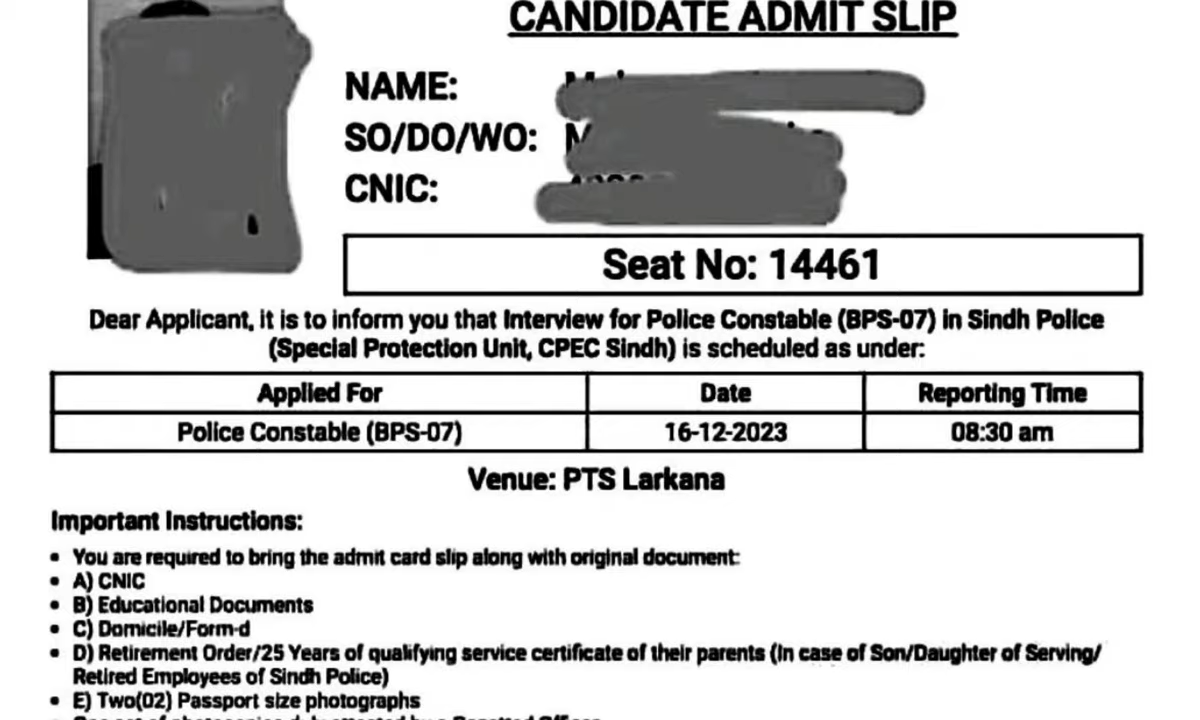 CANDIDATE ADMIT SLIP
NAME:
SO/DO/WO:
CNIC:
Seat No: 14461
Dear Applicant, it is to inform you that Interview for Police Constable (BPS-07) in Sindh Police
(Special Protection Unit, CPEC Sindh) is scheduled as under:
Applied For Date Reporting Time
Police Constable (BPS-07) 16-12-2023 08:30 am
Venue: PTS Larkana
Important Instructions:
• You are required to bring the admit card slip along with original document:
• A) CNIC
• B) Educational Documents
• C) Domicile/Form-d
• D) Retirement Order/25 Years of qualifying service certificate of their parents (In case of Son/Daughter of Serving/
Retired Employees of Sindh Police)
• E) Two(02) Passport size photographs